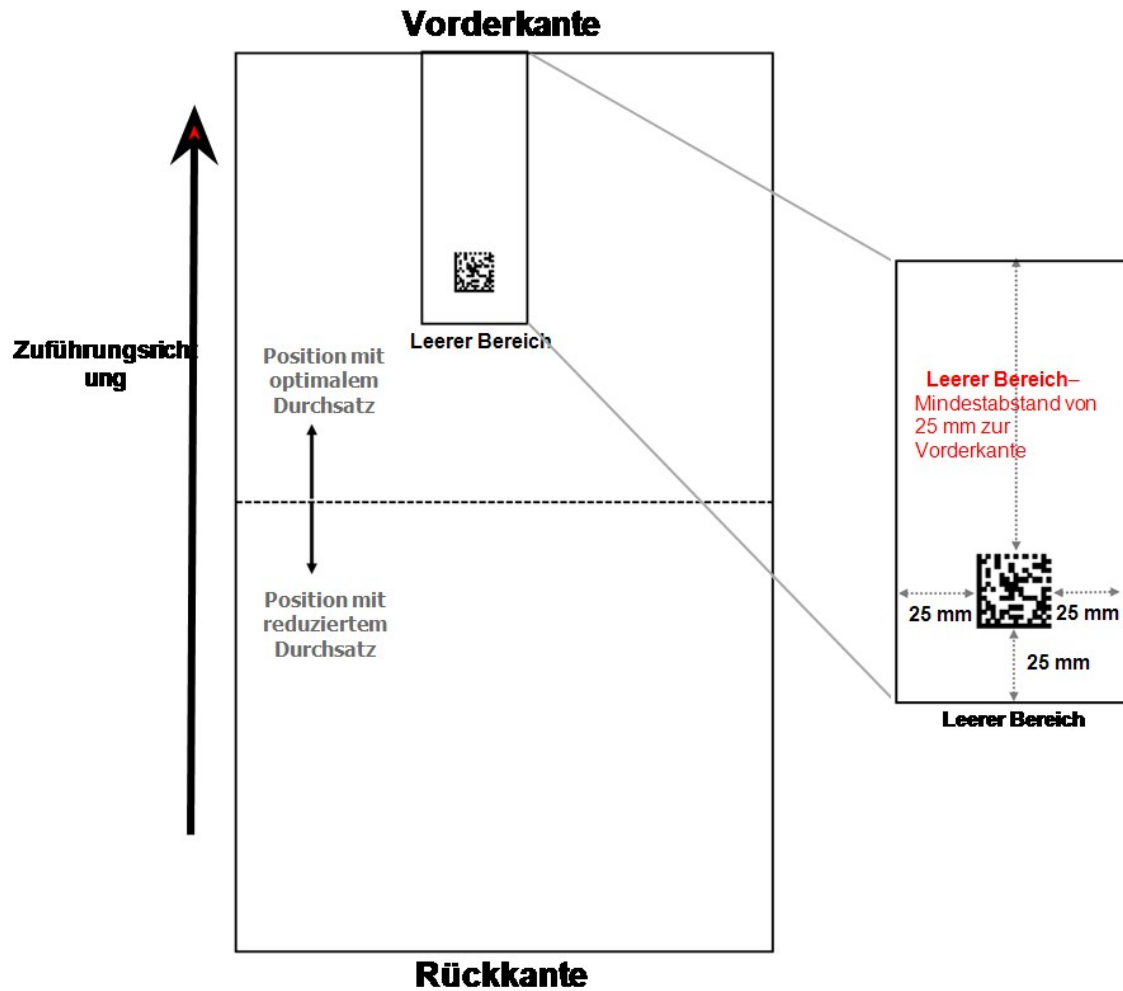 Vorderkante
Leerer Bereich
Zuführungsricht
ung
Position mit
optimalem
Durchsatz
Position mit
reduziertem
Durchsatz
Rückkante
Leerer Bereich–
Mindestabstand von
25 mm zur
Vorderkante
25 mm
25 mm
25 mm
Leerer Bereich